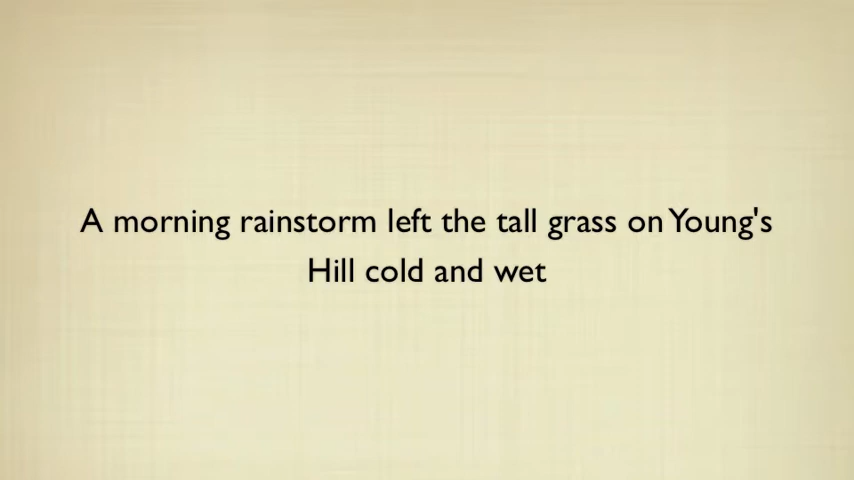 A morning rainstorm left the tall grass on Young's
Hill cold and wet